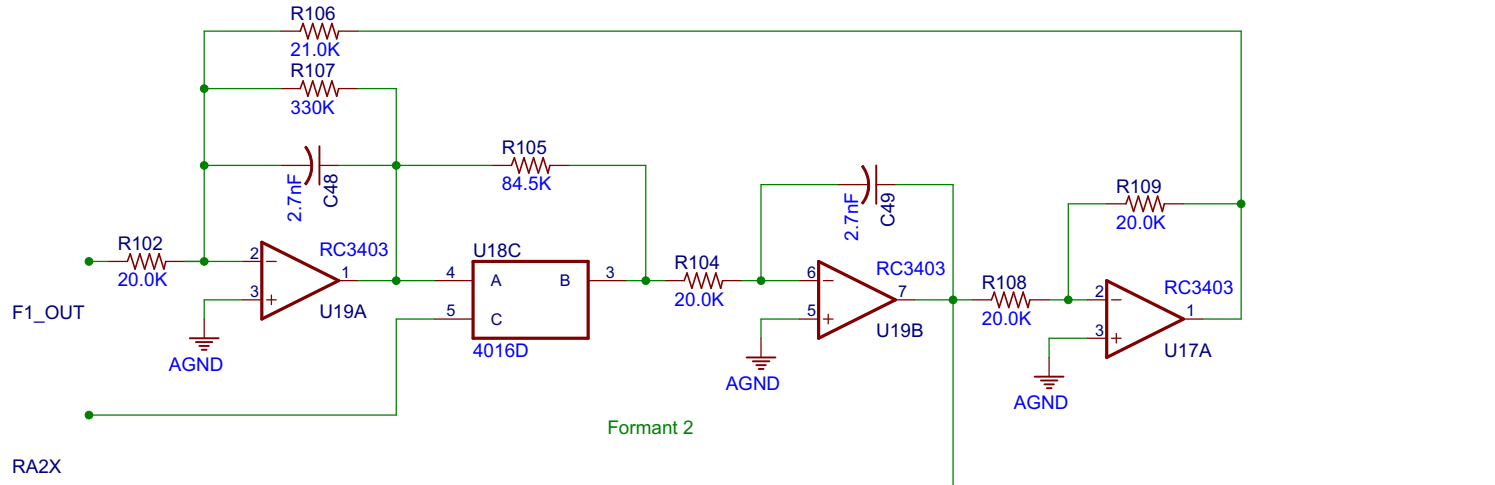 R106
21.0K
R107
330K
R105
84.5K
2.7nF
C48
R109
20.0K
2.7nF
C49
R102
20.0K
2
3
1
RC3403
U19A
AGND
F1_OUT
U18C
4
A
B
3
5
C
4016D
R104
20.0K
6
5
7
RC3403
U19B
AGND
R108
20.0K
2
3
1
RC3403
U17A
AGND
Formant 2
RA2X